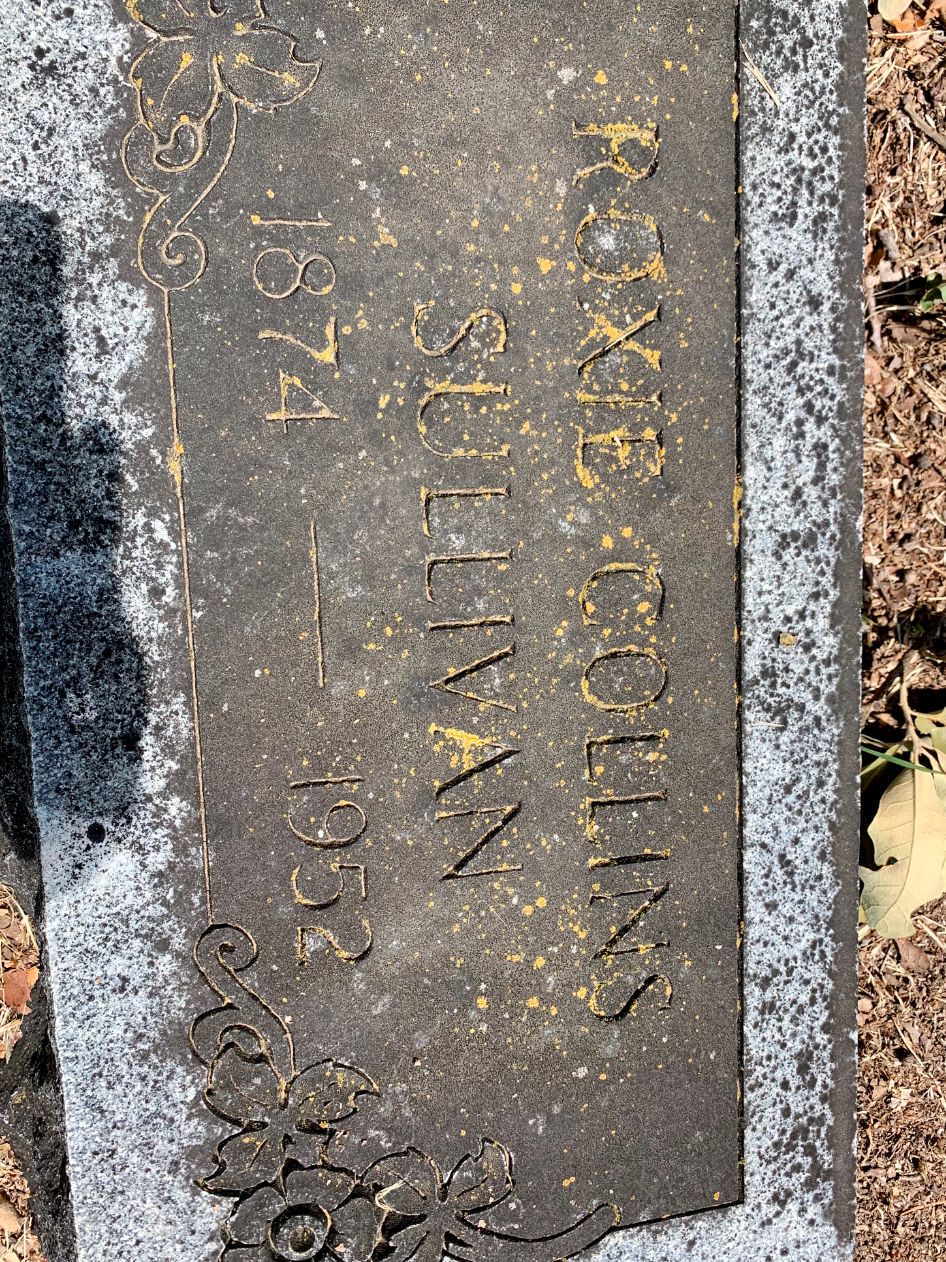 ROXIE COLLINS
SULLIVAN
1874 — 1952